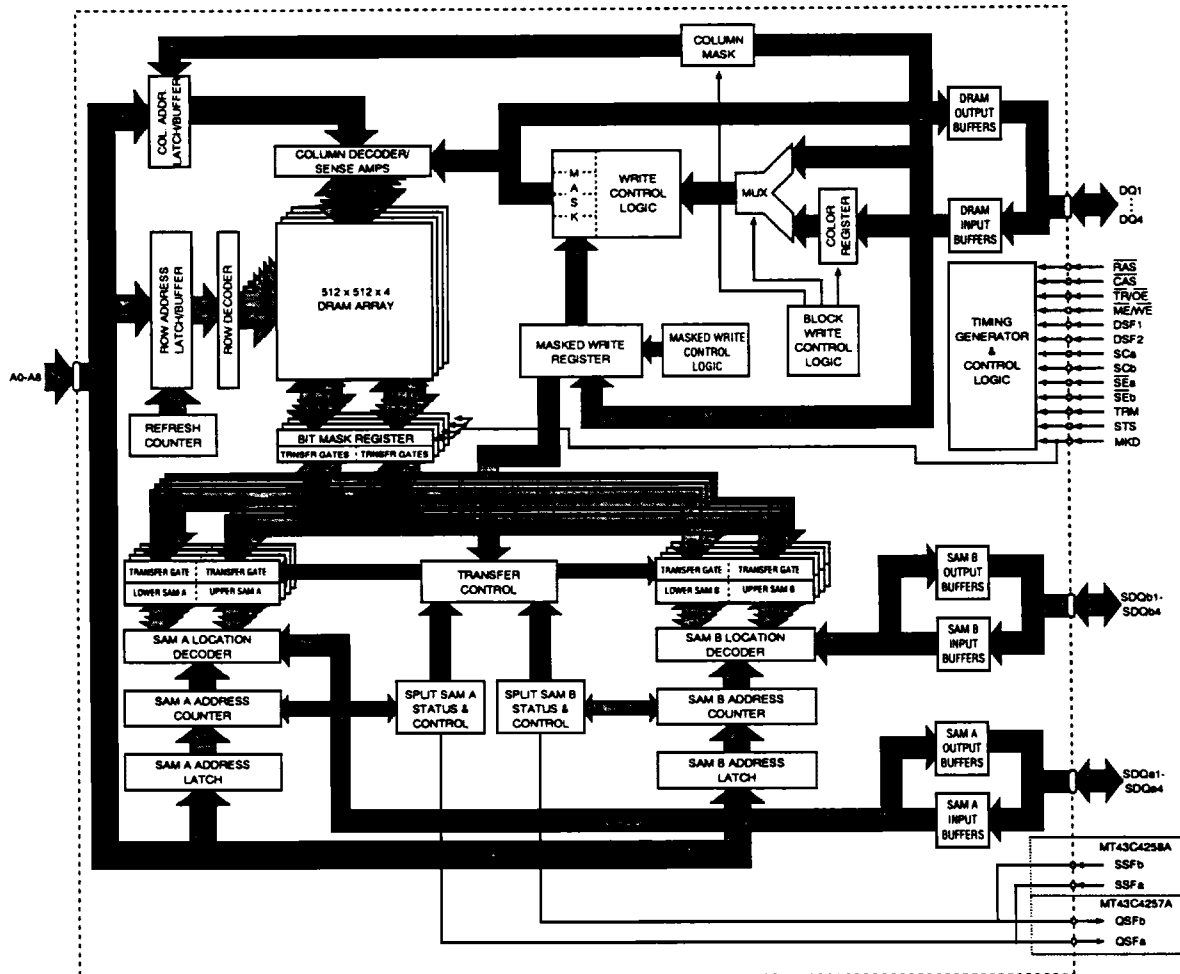 COLUMN
MASK
COL. ADDR.
LATCH/BUFFER
DRAM
OUTPUT
BUFFERS
COLUMN DECODER/
SENSE AMPS
M
A
S
K
WRITE
CONTROL
LOGIC
MUX
COLOR
REGISTER
DRAM
INPUT
BUFFERS
DQ1
DQ4
ROW ADDRESS
LATCH/BUFFER
ROW DECODER
512 x 512 x 4
DRAM ARRAY
MASKED WRITE
REGISTER
MASKED WRITE
CONTROL
LOGIC
BLOCK
WRITE
CONTROL
LOGIC
TIMING
GENERATOR
&
CONTROL
LOGIC
RAS
CAS
TR/OE
ME/WE
DSF1
DSF2
SCa
SCb
SEa
SEb
TRM
STS
MKD
A0-A8
REFRESH
COUNTER
BIT MASK REGISTER
TRNSFR GATES TRNSFR GATES
TRANSFER GATE TRANSFER GATE
LOWER SAM A UPPER SAM A
TRANSFER
CONTROL
TRANSFER GATE TRANSFER GATE
LOWER SAM B UPPER SAM B
SAM B
OUTPUT
BUFFERS
SDQb1-
SDQb4
SAM A LOCATION
DECODER
SAM B LOCATION
DECODER
SAM B
INPUT
BUFFERS
SAM A ADDRESS
COUNTER
SPLIT SAM A
STATUS &
CONTROL
SPLIT SAM B
STATUS &
CONTROL
SAM B ADDRESS
COUNTER
SAM A ADDRESS
LATCH
SAM B ADDRESS
LATCH
SAM A
OUTPUT
BUFFERS
SDQa1-
SDQa4
SAM A
INPUT
BUFFERS
MT43C4258A
SSFb
SSFa
MT43C4257A
QSFb
QSFa